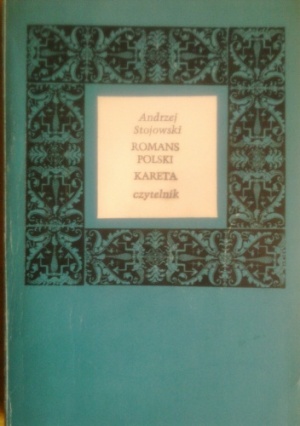 Andrzej
Stojowski
ROMANS
POLSKI
KARETA
czytelnik